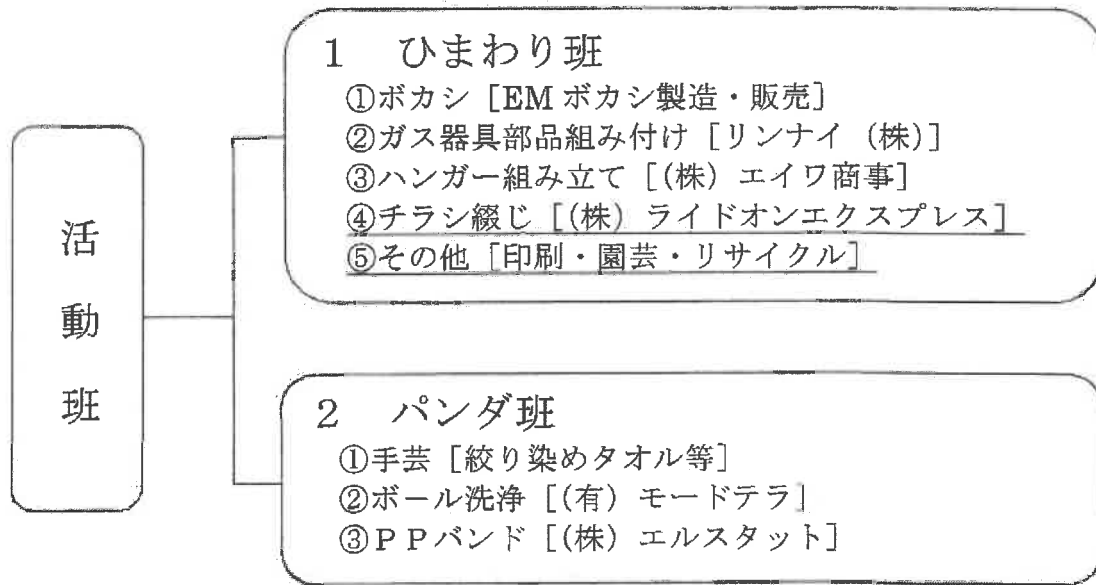 活動班
1 ひまわり班
①ボカシ［EMボカシ製造・販売］
②ガス器具部品組み付け［リンナイ（株）］
③ハンガー組み立て［(株）エイワ商事］
④チラシ綴じ［(株）ライドオンエクスプレス］
⑤その他［印刷・園芸・リサイクル］
2 パンダ班
①手芸［絞り染めタオル等］
②ボール洗浄［(有）モードテラ］
③ＰＰバンド［(株）エルスタット］